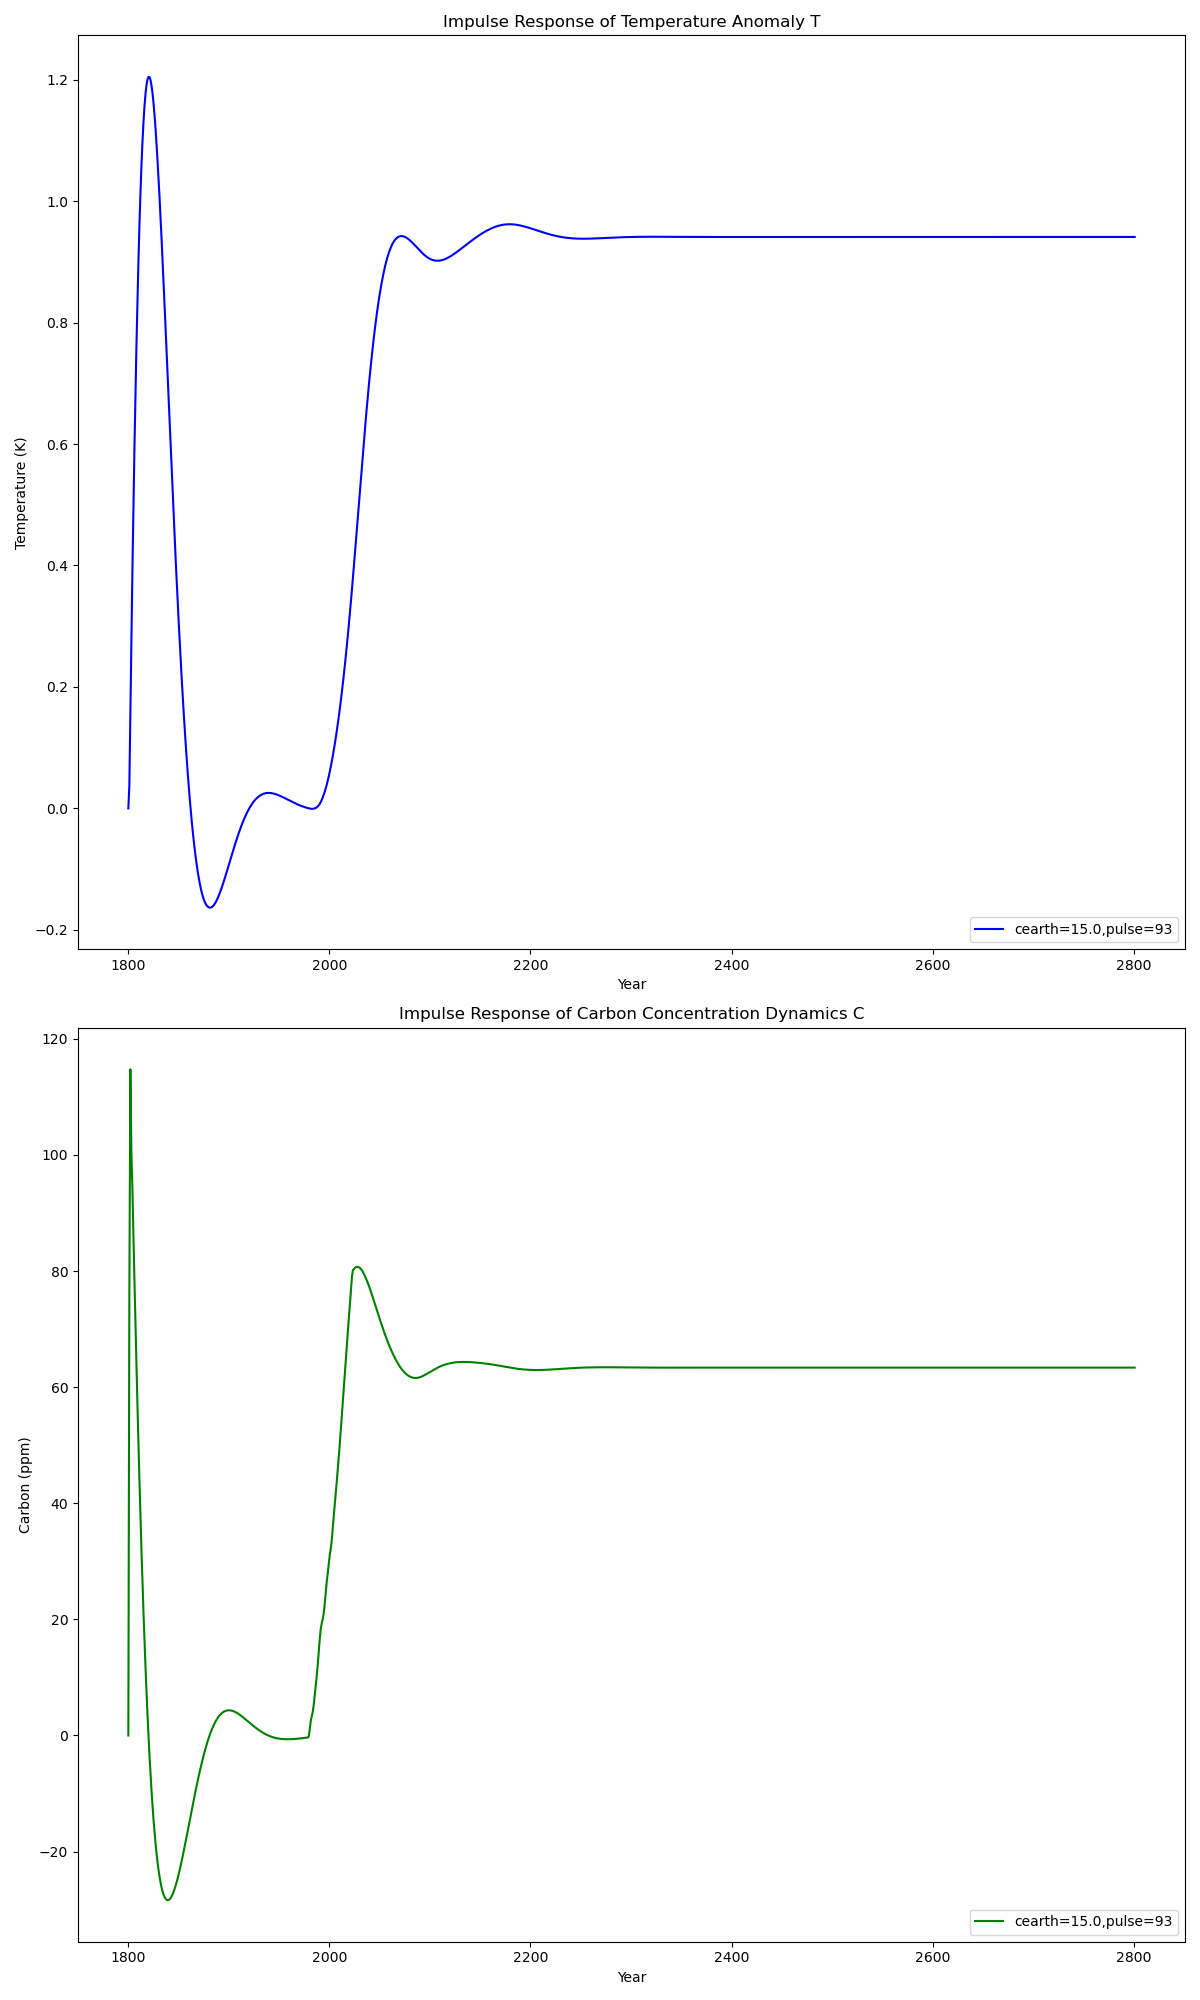 Impulse Response of Temperature Anomaly T
1.2
1.0
0.8
0.6
0.4
0.2
0.0
−0.2
Temperature (K)
cearth=15.0,pulse=93
1800 2000 2200 2400 2600 2800
Year
Impulse Response of Carbon Concentration Dynamics C
120
100
80
60
40
20
0
−20
Carbon (ppm)
cearth=15.0,pulse=93
1800 2000 2200 2400 2600 2800
Year